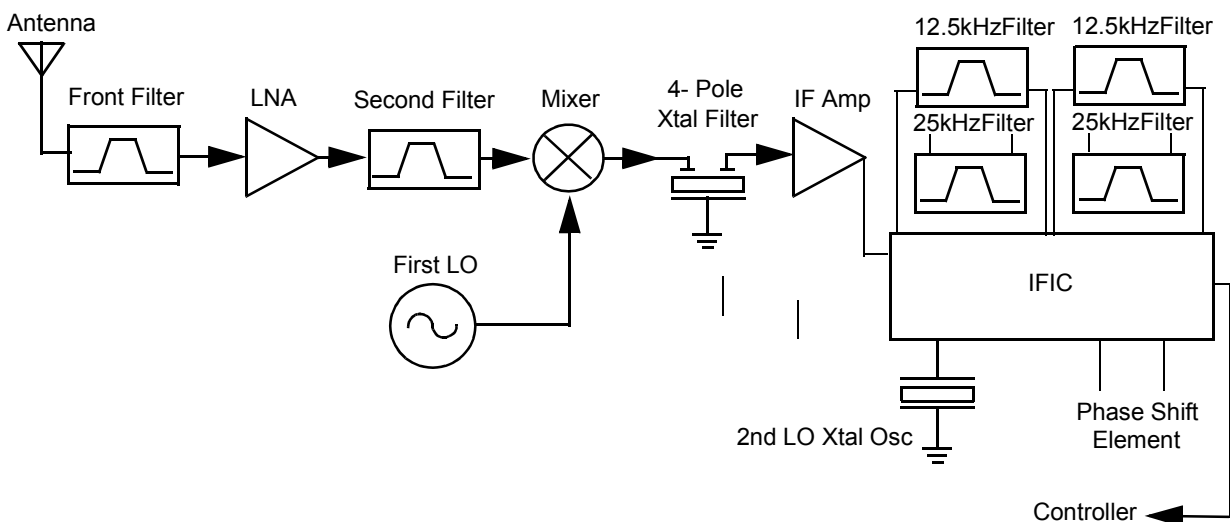 Antenna
12.5kHzFilter
12.5kHzFilter
Front Filter
LNA
Second Filter
Mixer
4- Pole
Xtal Filter
IF Amp
25kHzFilter
25kHzFilter
First LO
IFIC
2nd LO Xtal Osc
Phase Shift
Element
Controller